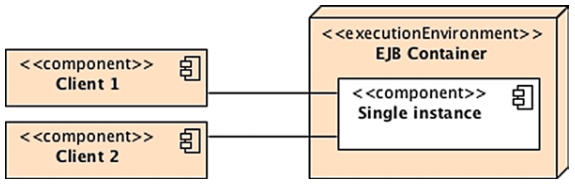 <<executionEnvironment>>
EJB Container
<<component>>
Client 1
<<component>>
Single instance
<<component>>
Client 2